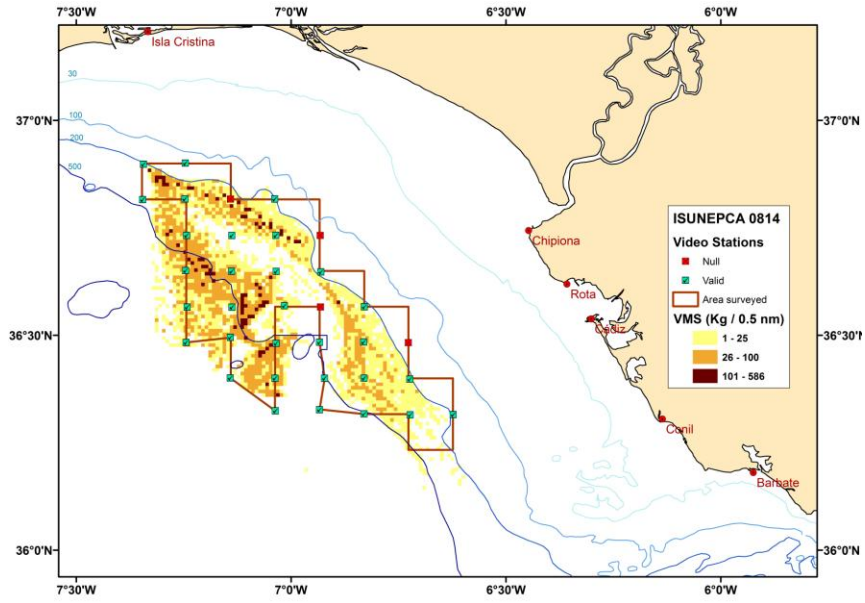 7°30'W
7°0'W
6°30'W
6°0'W
Isla Cristina
30
37°0'N
37°0'N
100
200
500
ISUNEPCA 0814
Video Stations
Null
Valid
Area surveyed
VMS (Kg / 0.5 nm)
1 - 25
26 - 100
101 - 586
Chipiona
Rota
Cádiz
36°30'N
36°30'N
Conil
Barbate
36°0'N
36°0'N
7°30'W
7°0'W
6°30'W
6°0'W